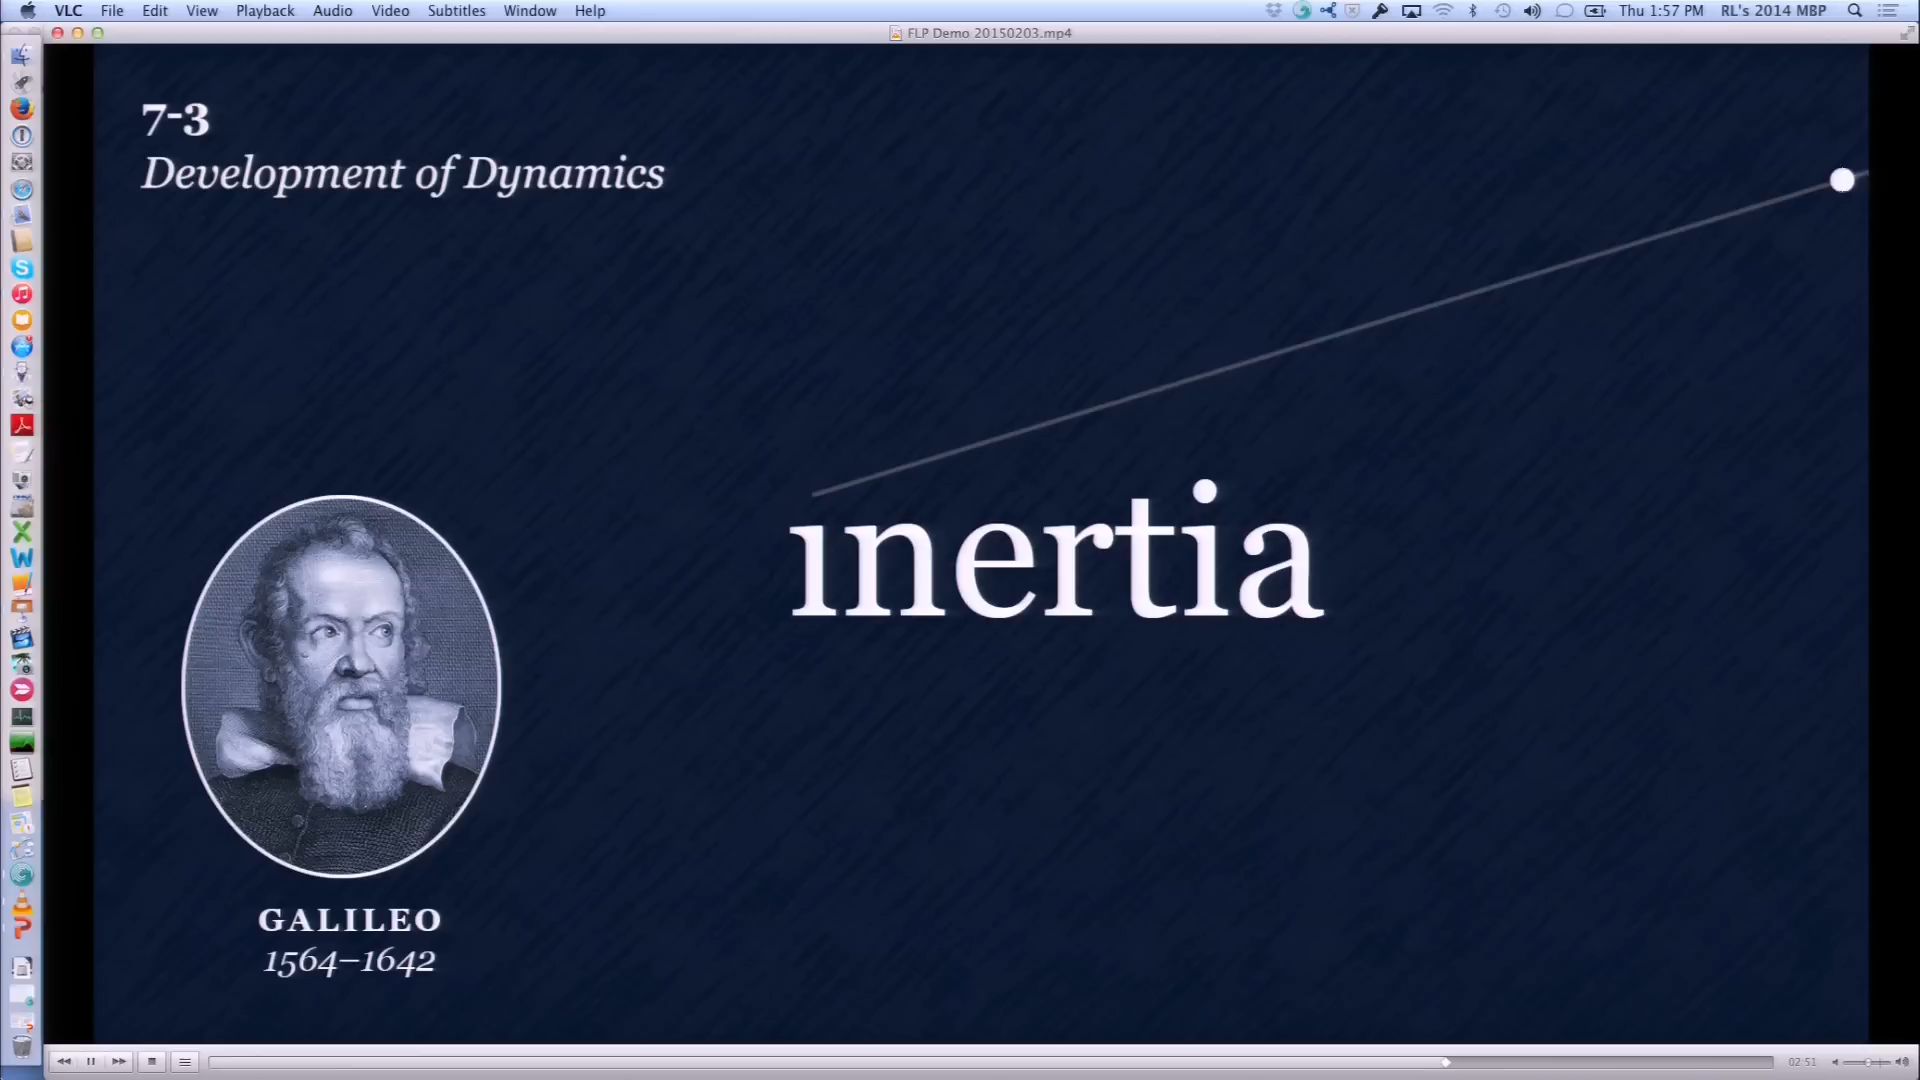 VLC File Edit View Playback Audio Video Subtitles Window Help Thu 1:57 PM RL's 2014 MBP
FLP Demo 20150203.mp4
7-3
Development of Dynamics
ınertia
GALILEO
1564–1642
02:51